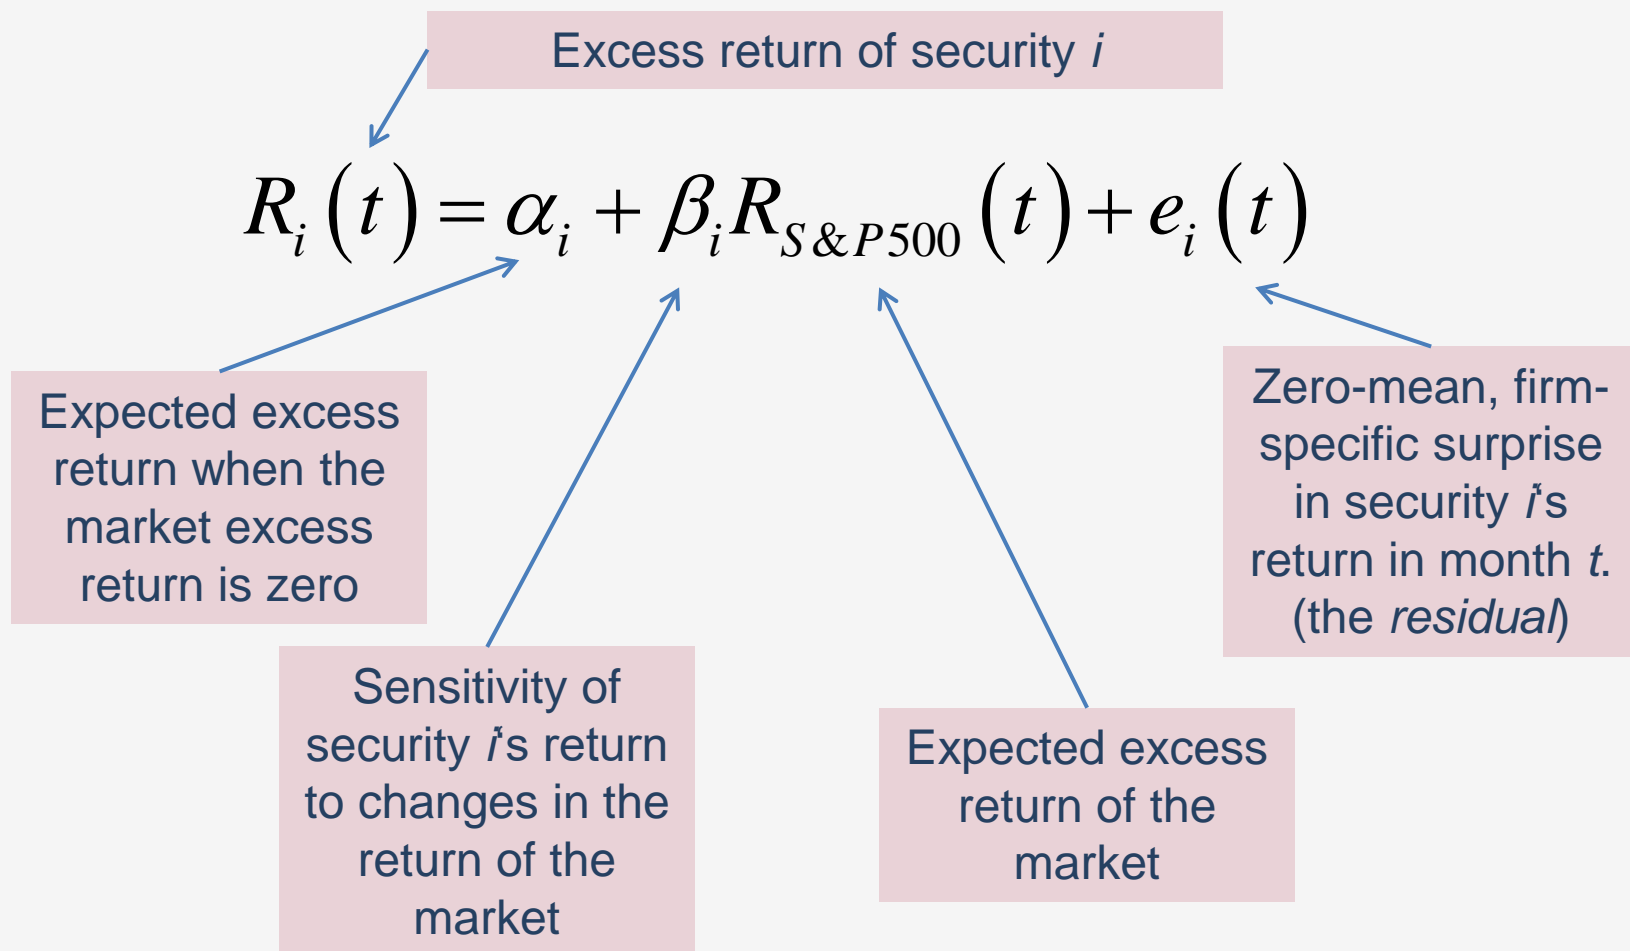 Excess return of security i
R_i(t) = α_i + β_i R_{S&P500}(t) + e_i(t)
Expected excess
return when the
market excess
return is zero
Sensitivity of
security i's return
to changes in the
return of the
market
Expected excess
return of the
market
Zero-mean, firm-
specific surprise
in security i's
return in month t.
(the residual)